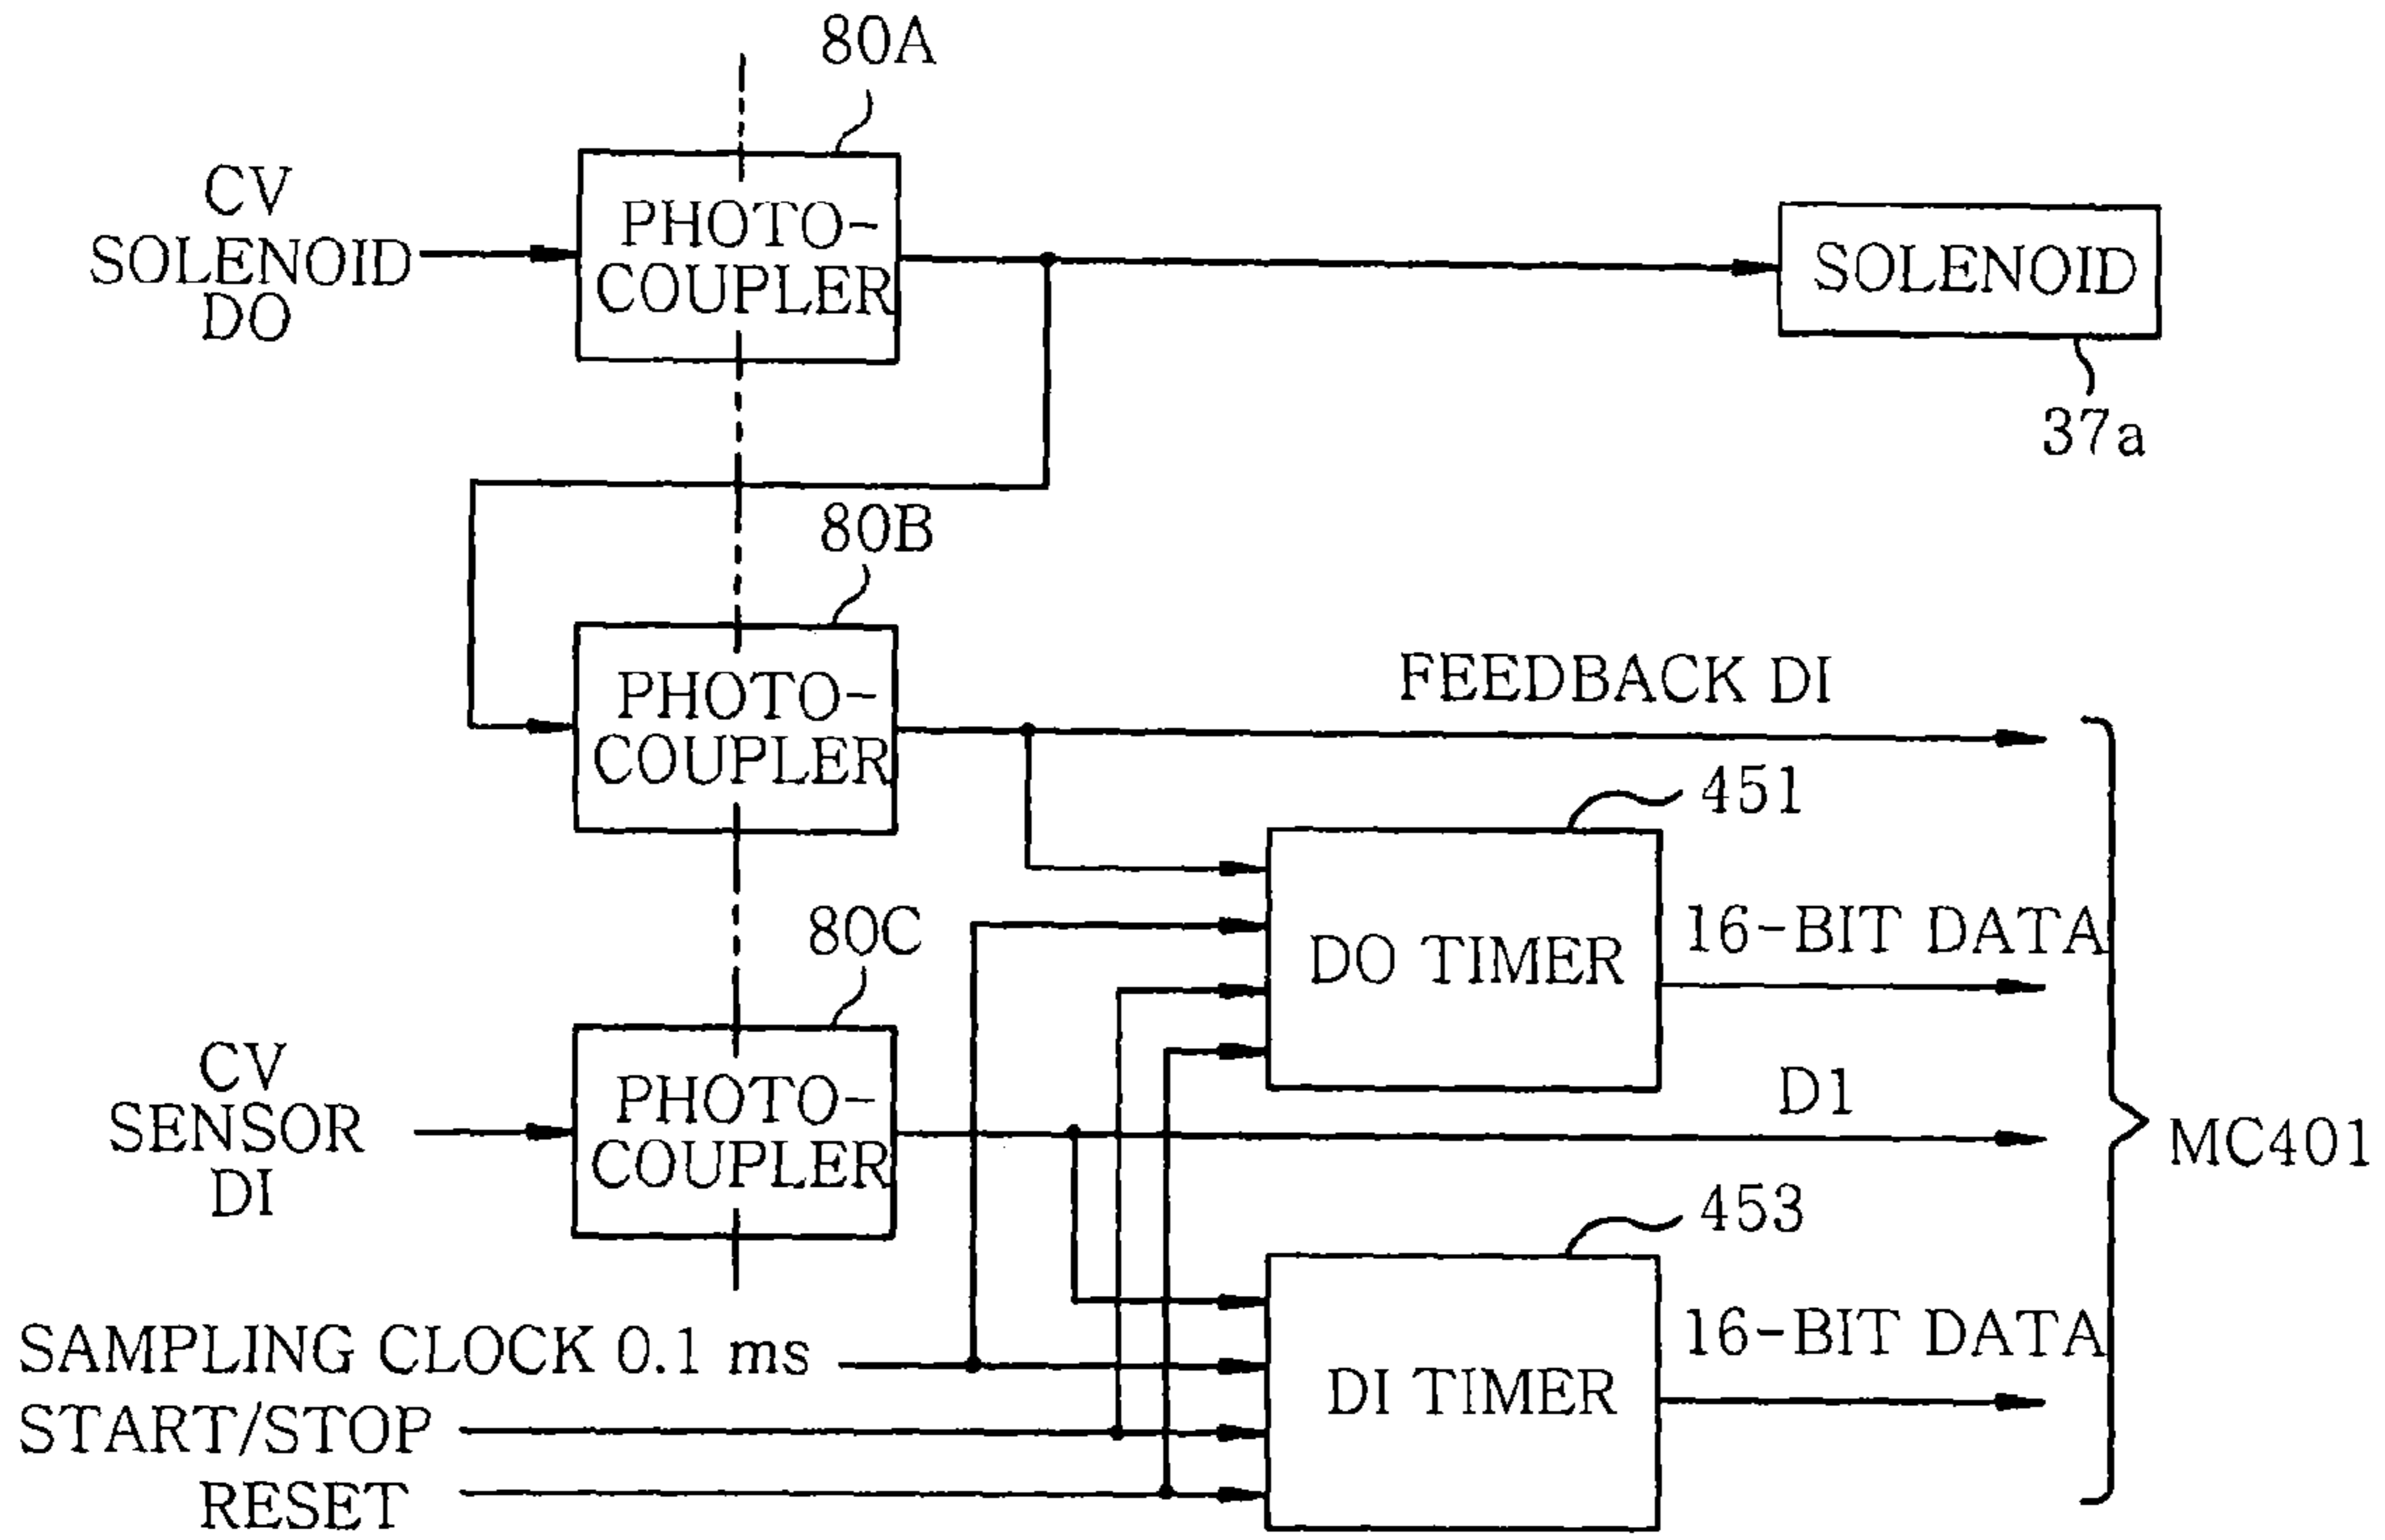 80A
CV
SOLENOID
DO
PHOTO-
COUPLER
SOLENOID
37a
80B
PHOTO-
COUPLER
FEEDBACK DI
451
DO TIMER
16-BIT DATA
80C
CV
SENSOR
DI
PHOTO-
COUPLER
D1
MC401
453
DI TIMER
16-BIT DATA
SAMPLING CLOCK 0.1 ms
START/STOP
RESET